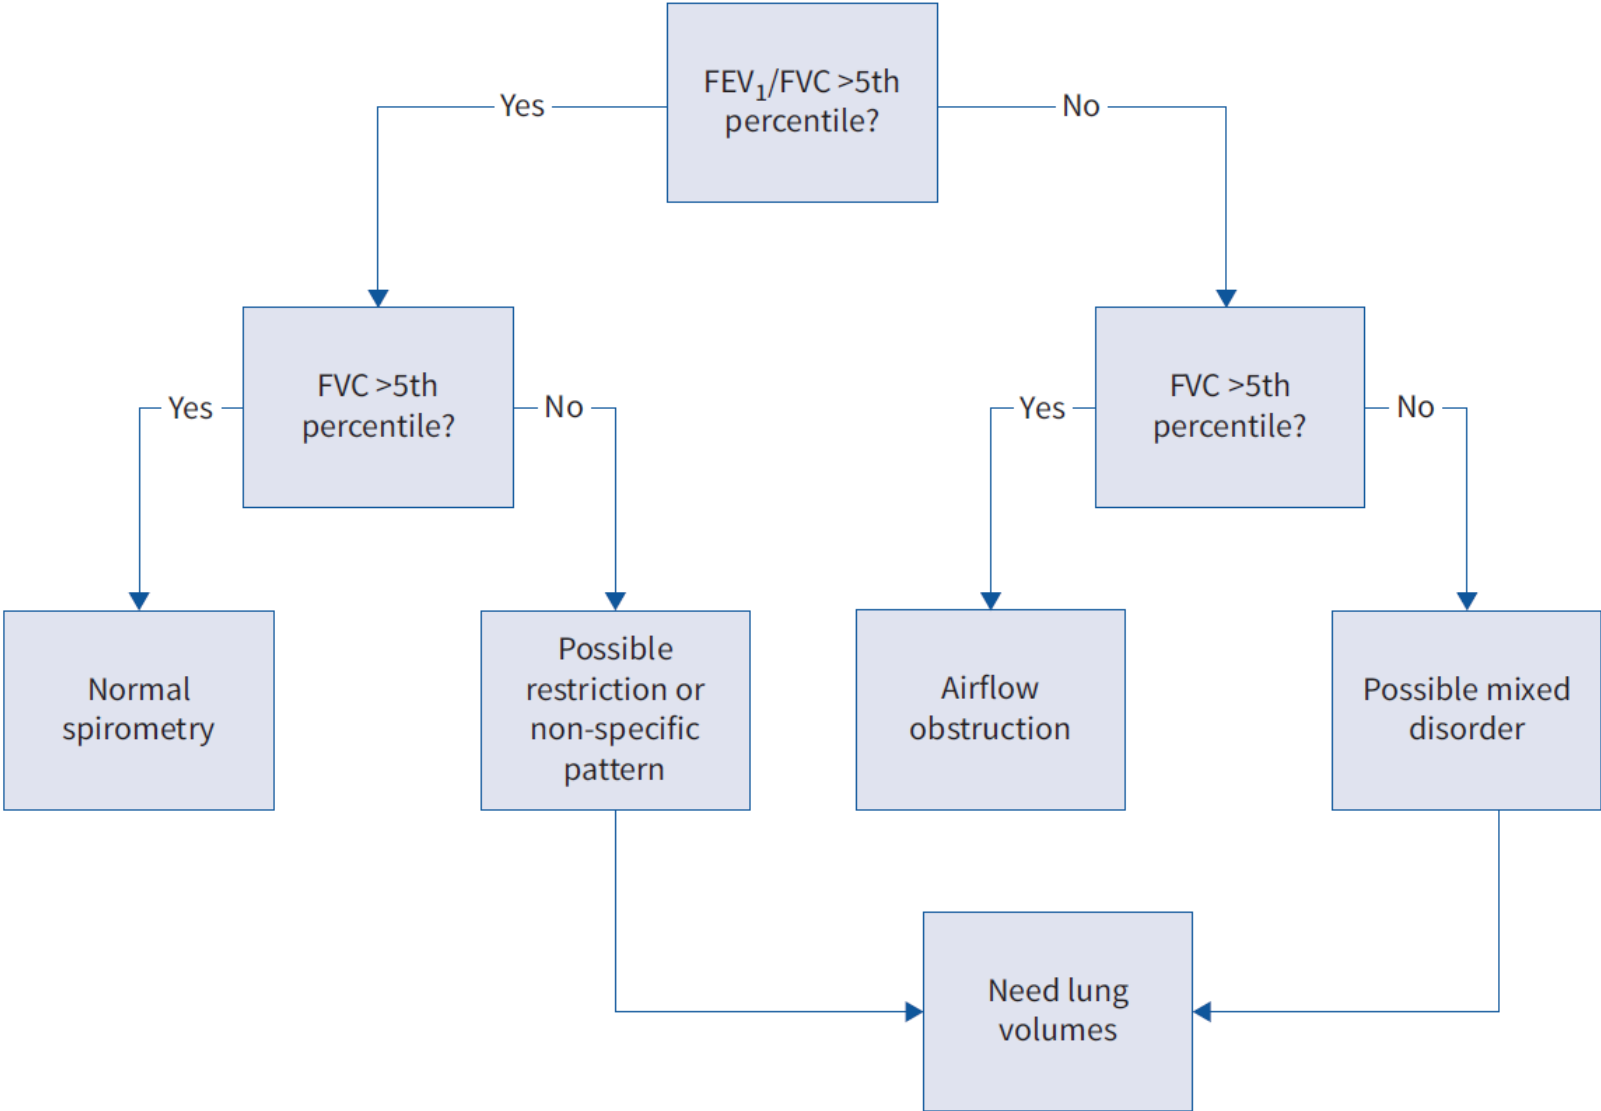 FEV₁/FVC >5th
percentile?
Yes
No
FVC >5th
percentile?
Yes
No
FVC >5th
percentile?
Yes
No
Normal
spirometry
Possible
restriction or
non-specific
pattern
Airflow
obstruction
Possible mixed
disorder
Need lung
volumes